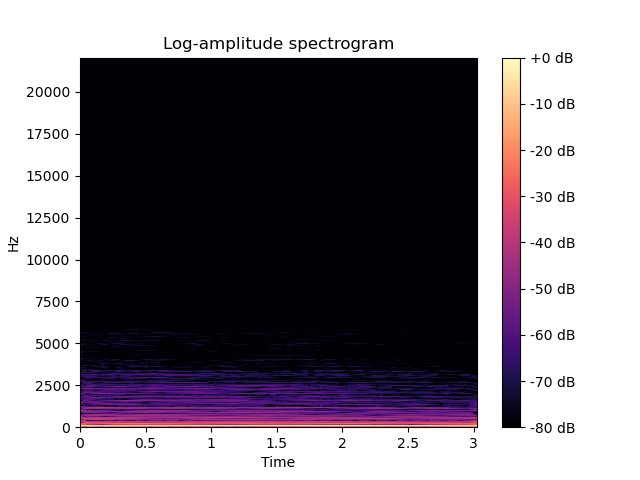 Log-amplitude spectrogram
Hz
20000
17500
15000
12500
10000
7500
5000
2500
0
0 0.5 1 1.5 2 2.5 3
Time
+0 dB
-10 dB
-20 dB
-30 dB
-40 dB
-50 dB
-60 dB
-70 dB
-80 dB